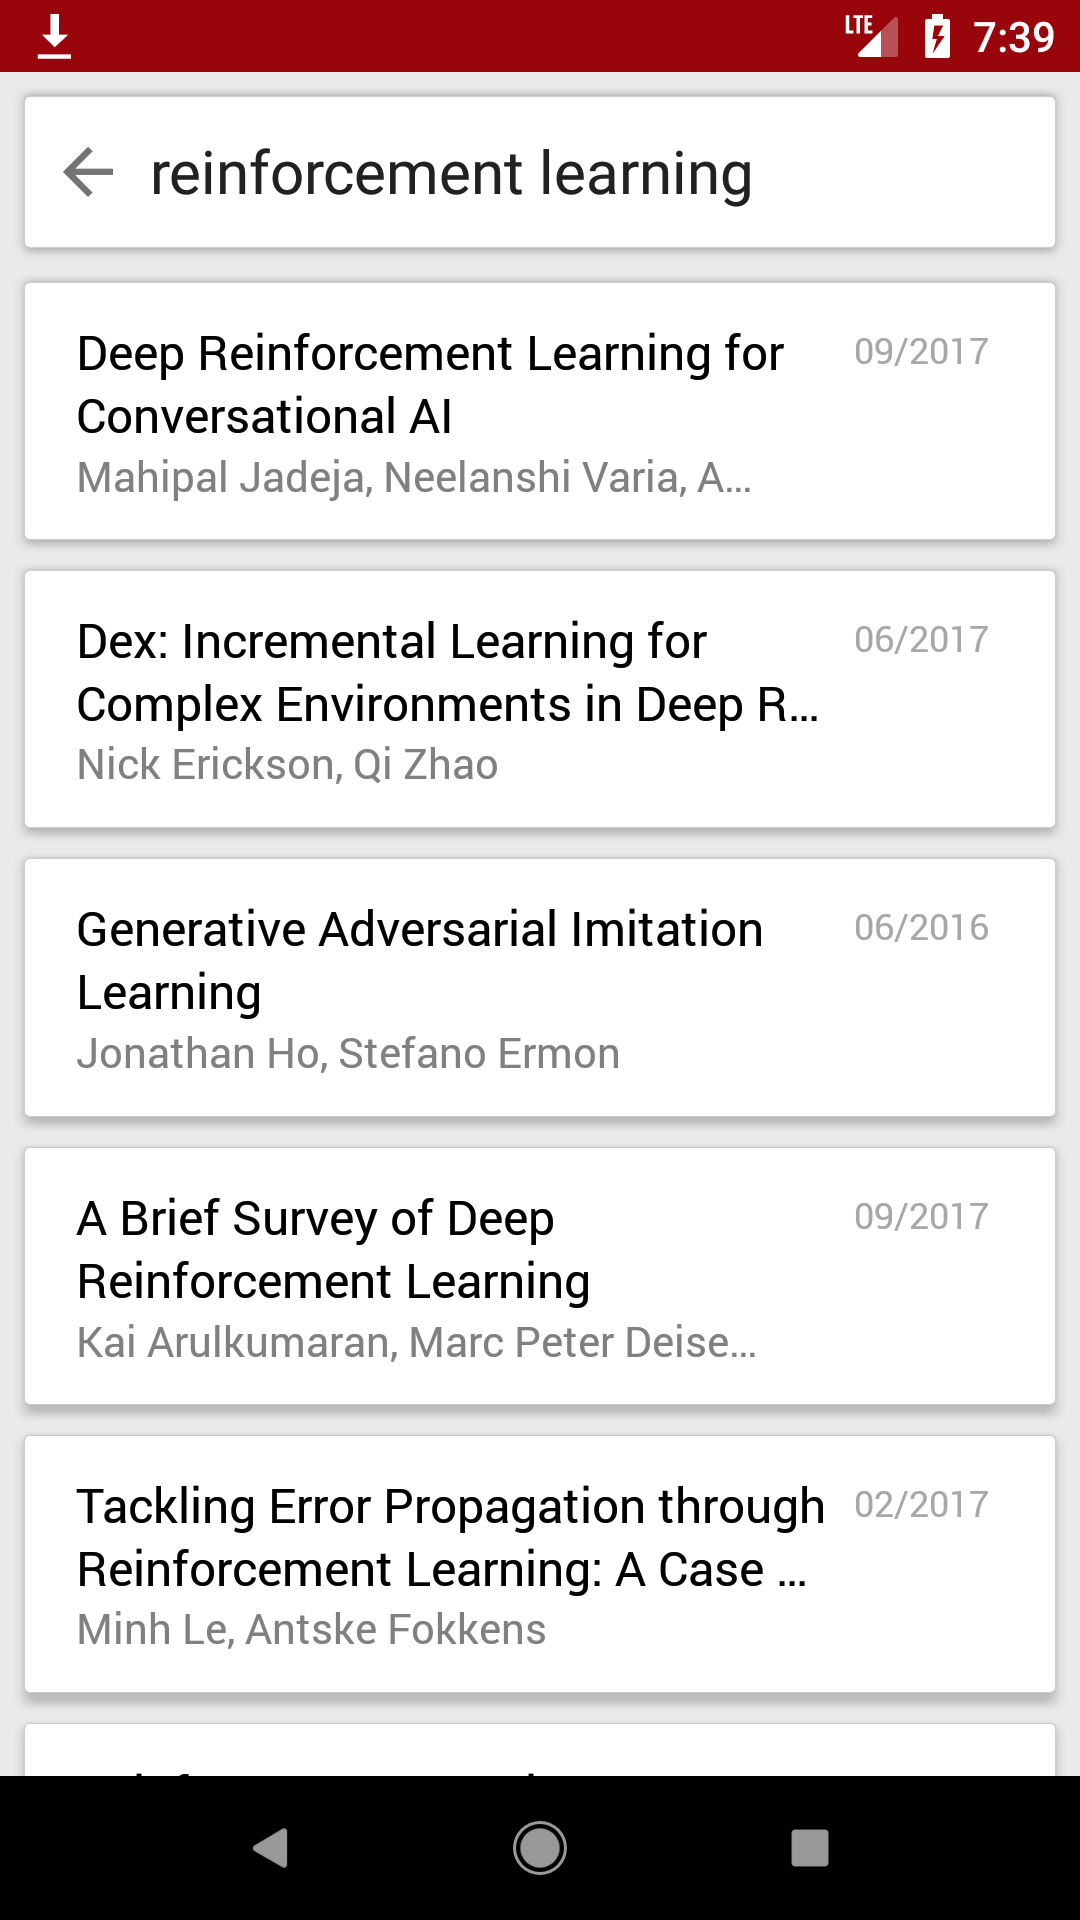 LTE 7:39
reinforcement learning
Deep Reinforcement Learning for 09/2017
Conversational AI
Mahipal Jadeja, Neelanshi Varia, A...
Dex: Incremental Learning for 06/2017
Complex Environments in Deep R...
Nick Erickson, Qi Zhao
Generative Adversarial Imitation 06/2016
Learning
Jonathan Ho, Stefano Ermon
A Brief Survey of Deep 09/2017
Reinforcement Learning
Kai Arulkumaran, Marc Peter Deise...
Tackling Error Propagation through 02/2017
Reinforcement Learning: A Case ...
Minh Le, Antske Fokkens